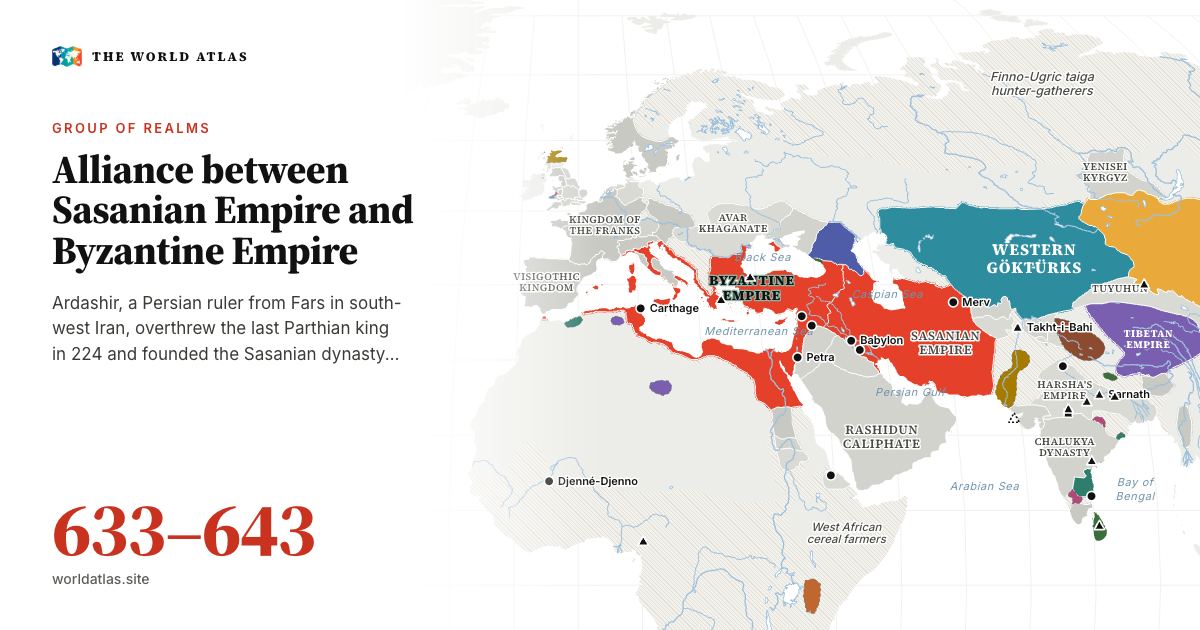 THE WORLD ATLAS
GROUP OF REALMS
Alliance between
Sasanian Empire and
Byzantine Empire
Ardashir, a Persian ruler from Fars in south-
west Iran, overthrew the last Parthian king
in 224 and founded the Sasanian dynasty...
633–643
worldatlas.site
Finno-Ugric taiga
hunter-gatherers
YENISEI
KYRGYZ
KINGDOM OF
THE FRANKS
AVAR
KHAGANATE
WESTERN
GÖKTÜRKS
Black Sea
VISIGOTHIC
KINGDOM
BYZANTINE
EMPIRE
TUYUHUN
Caspian Sea
Merv
Carthage
Mediterranean Sea
Takht-i-Bahi
TIBETAN
EMPIRE
Babylon
SASANIAN
EMPIRE
Petra
Persian Gulf
HARSHA'S
EMPIRE
Sarnath
RASHIDUN
CALIPHATE
CHALUKYA
DYNASTY
Djenné-Djenno
Arabian Sea
Bay of
Bengal
West African
cereal farmers